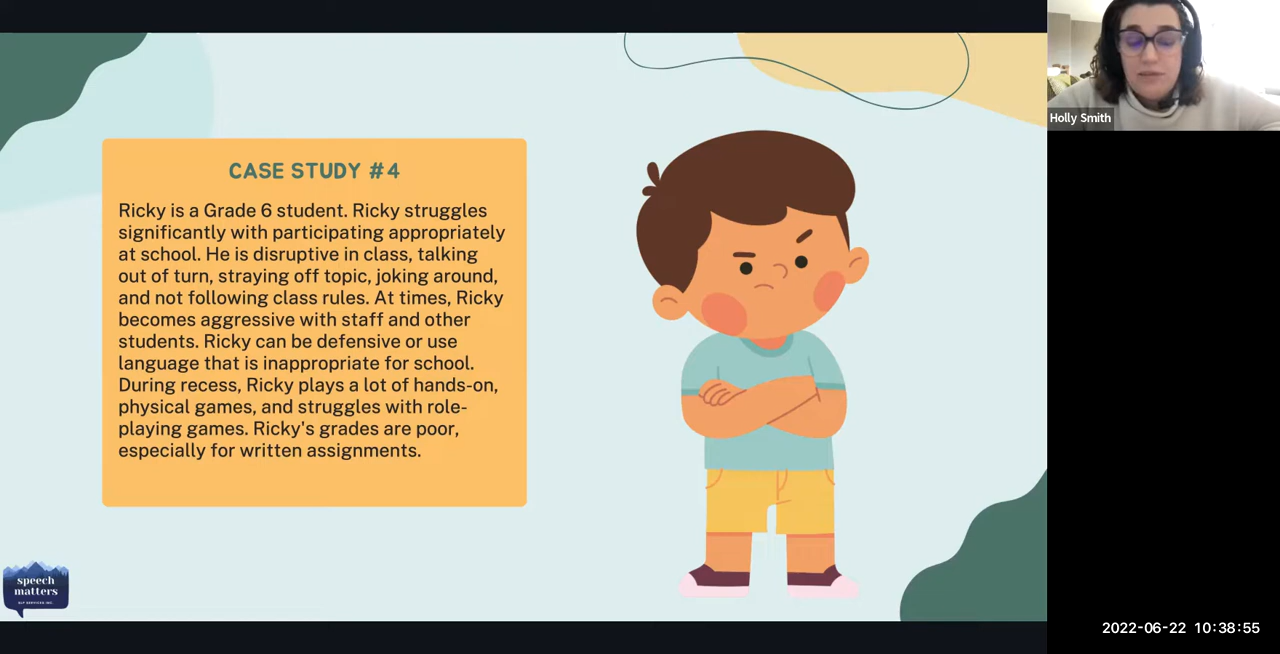 CASE STUDY #4
Ricky is a Grade 6 student. Ricky struggles
significantly with participating appropriately
at school. He is disruptive in class, talking
out of turn, straying off topic, joking around,
and not following class rules. At times, Ricky
becomes aggressive with staff and other
students. Ricky can be defensive or use
language that is inappropriate for school.
During recess, Ricky plays a lot of hands-on,
physical games, and struggles with role-
playing games. Ricky's grades are poor,
especially for written assignments.
Holly Smith
speech
matters
SLP SERVICES INC.
2022-06-22 10:38:55